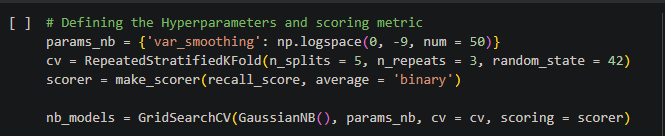 [ ] # Defining the Hyperparameters and scoring metric
params_nb = {'var_smoothing': np.logspace(0, -9, num = 50)}
cv = RepeatedStratifiedKFold(n_splits = 5, n_repeats = 3, random_state = 42)
scorer = make_scorer(recall_score, average = 'binary')
nb_models = GridSearchCV(GaussianNB(), params_nb, cv = cv, scoring = scorer)